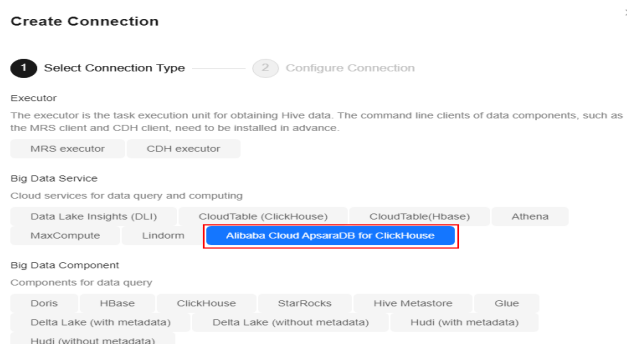 Create Connection
1 Select Connection Type 2 Configure Connection
Executor
The executor is the task execution unit for obtaining Hive data. The command line clients of data components, such as
the MRS client and CDH client, need to be installed in advance.
MRS executor CDH executor
Big Data Service
Cloud services for data query and computing
Data Lake Insights (DLI) CloudTable (ClickHouse) CloudTable(Hbase) Athena
MaxCompute Lindorm Alibaba Cloud ApsaraDB for ClickHouse
Big Data Component
Components for data query
Doris HBase ClickHouse StarRocks Hive Metastore Glue
Delta Lake (with metadata) Delta Lake (without metadata) Hudi (with metadata)
Hudi (without metadata)